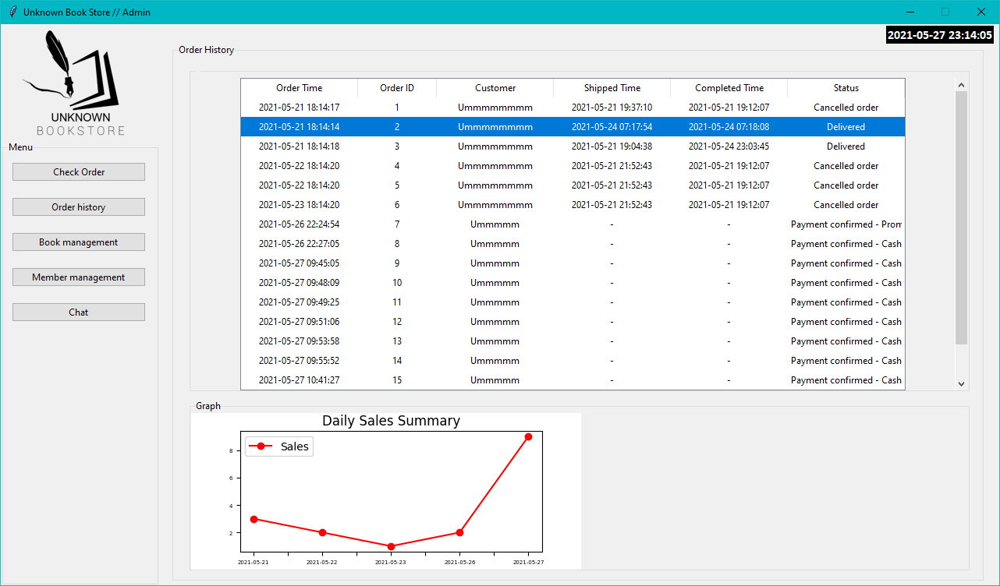 Unknown Book Store // Admin
2021-05-27 23:14:05
UNKNOWN
BOOKSTORE
Menu
Check Order
Order history
Book management
Member management
Chat
Order History
Order Time Order ID Customer Shipped Time Completed Time Status
2021-05-21 18:14:17 1 Ummmmmmmm 2021-05-21 19:37:10 2021-05-21 19:12:07 Cancelled order
2021-05-21 18:14:14 2 Ummmmmmmm 2021-05-24 07:17:54 2021-05-24 07:18:08 Delivered
2021-05-21 18:14:18 3 Ummmmmmmm 2021-05-21 19:04:38 2021-05-24 23:03:45 Delivered
2021-05-22 18:14:20 4 Ummmmmmmm 2021-05-21 21:52:43 2021-05-21 19:12:07 Cancelled order
2021-05-22 18:14:20 5 Ummmmmmmm 2021-05-21 21:52:43 2021-05-21 19:12:07 Cancelled order
2021-05-23 18:14:20 6 Ummmmmmmm 2021-05-21 21:52:43 2021-05-21 19:12:07 Cancelled order
2021-05-26 22:24:54 7 Ummmmm - - Payment confirmed - Prom
2021-05-26 22:27:05 8 Ummmmm - - Payment confirmed - Cash
2021-05-27 09:45:05 9 Ummmmm - - Payment confirmed - Cash
2021-05-27 09:48:09 10 Ummmmm - - Payment confirmed - Cash
2021-05-27 09:49:25 11 Ummmmm - - Payment confirmed - Cash
2021-05-27 09:51:06 12 Ummmmm - - Payment confirmed - Cash
2021-05-27 09:53:58 13 Ummmmm - - Payment confirmed - Cash
2021-05-27 09:55:52 14 Ummmmm - - Payment confirmed - Cash
2021-05-27 10:41:27 15 Ummmmm - - Payment confirmed - Cash
Graph
Daily Sales Summary
Sales
8
6
4
2
2021-05-21 2021-05-22 2021-05-23 2021-05-26 2021-05-27